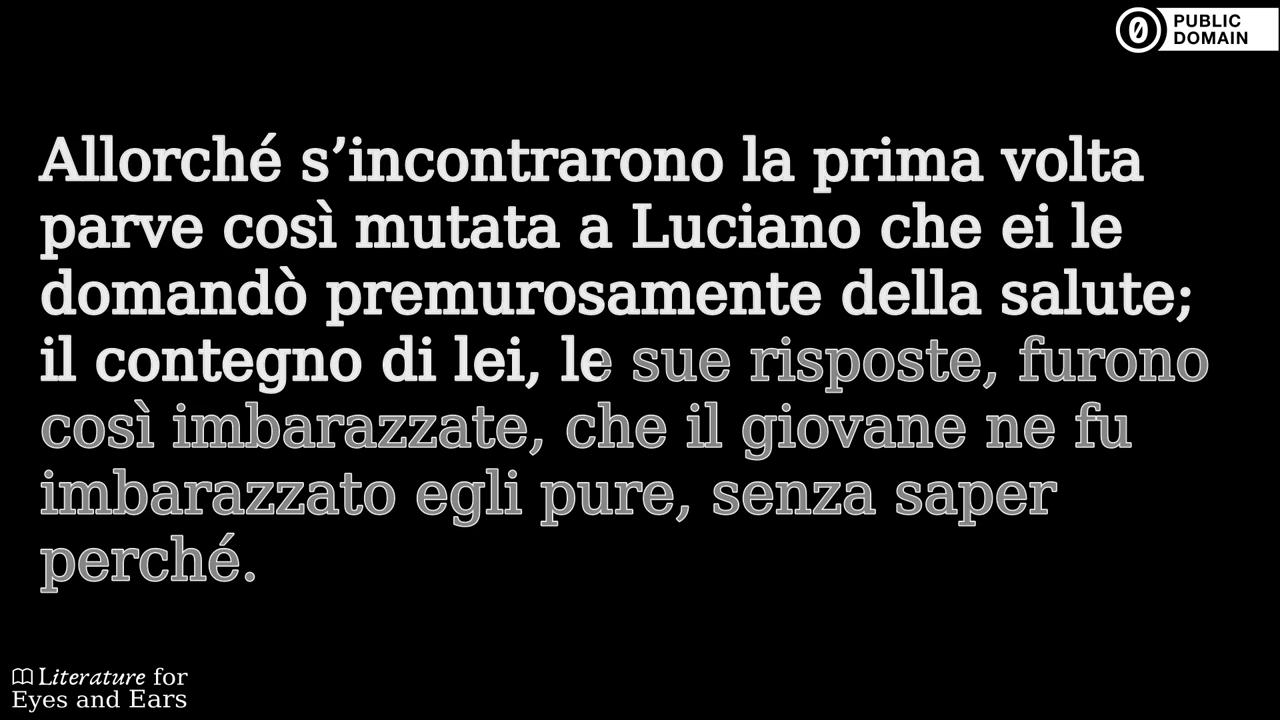 PUBLIC
DOMAIN
Allorché s’incontrarono la prima volta
parve così mutata a Luciano che ei le
domandò premurosamente della salute;
il contegno di lei, le sue risposte, furono
così imbarazzate, che il giovane ne fu
imbarazzato egli pure, senza saper
perché.
Literature for
Eyes and Ears